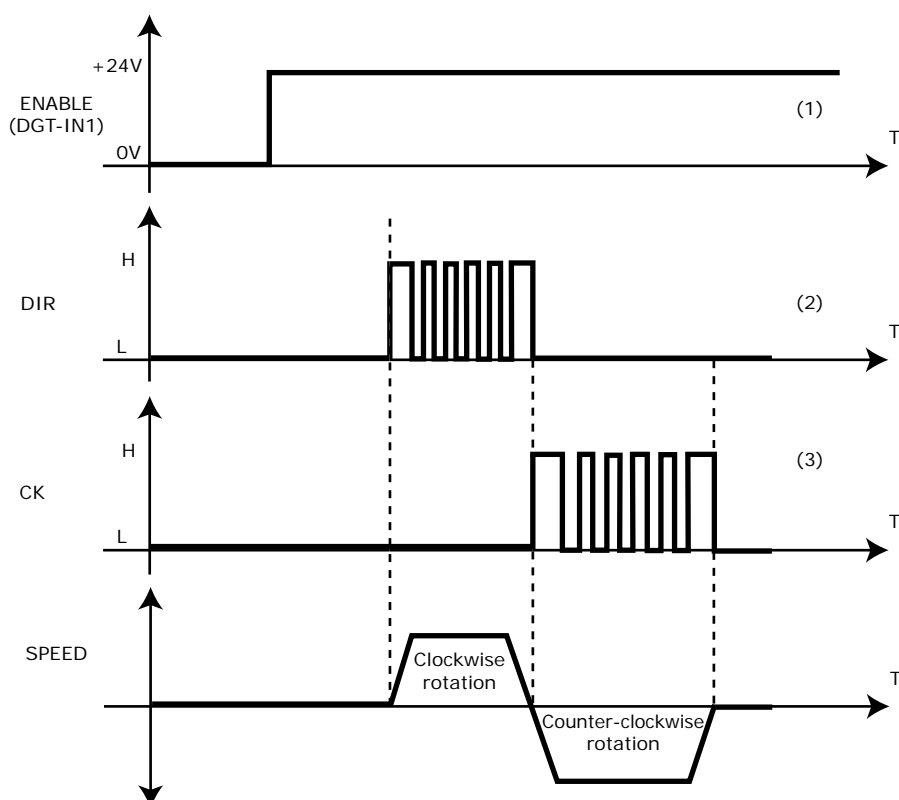 +24V
ENABLE
(DGT-IN1)
(1)
0V
T
H
DIR
(2)
L
T
H
CK
(3)
L
T
SPEED
Clockwise
rotation
T
Counter-clockwise
rotation